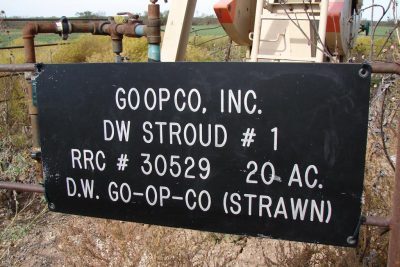 GOOPCO, INC.
DW STROUD # 1
RRC # 30529 20 AC.
D.W. GO-OP-CO (STRAWN)